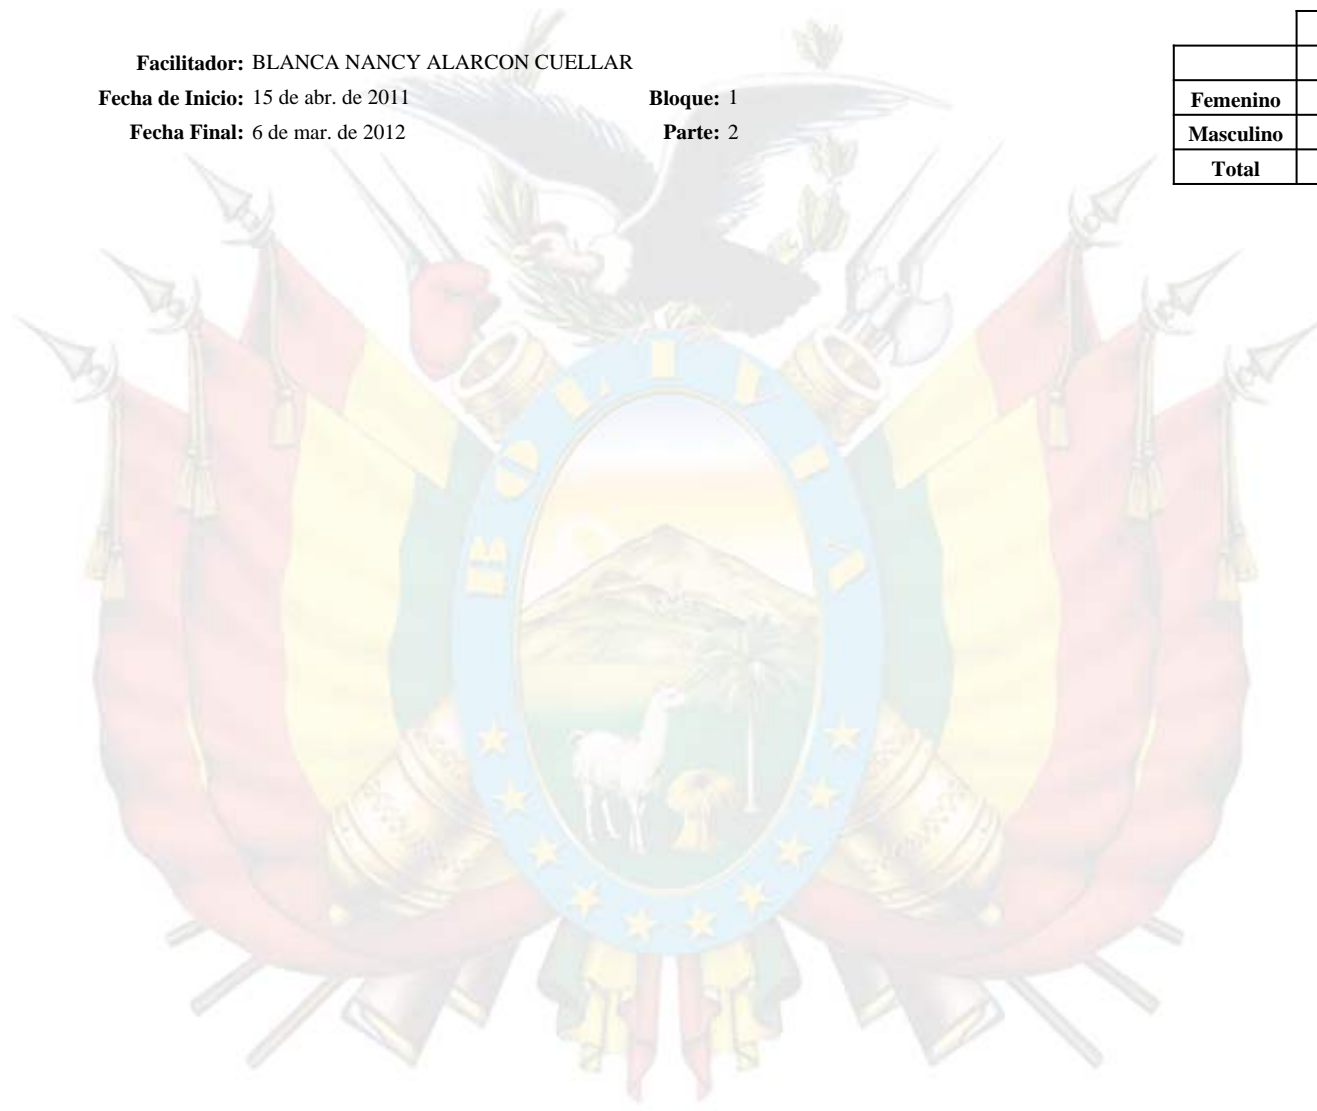 Facilitador: BLANCA NANCY ALARCON CUELLAR
Fecha de Inicio: 15 de abr. de 2011 Bloque: 1
Fecha Final: 6 de mar. de 2012 Parte: 2
Femenino
Masculino
Total
BOLIVIA